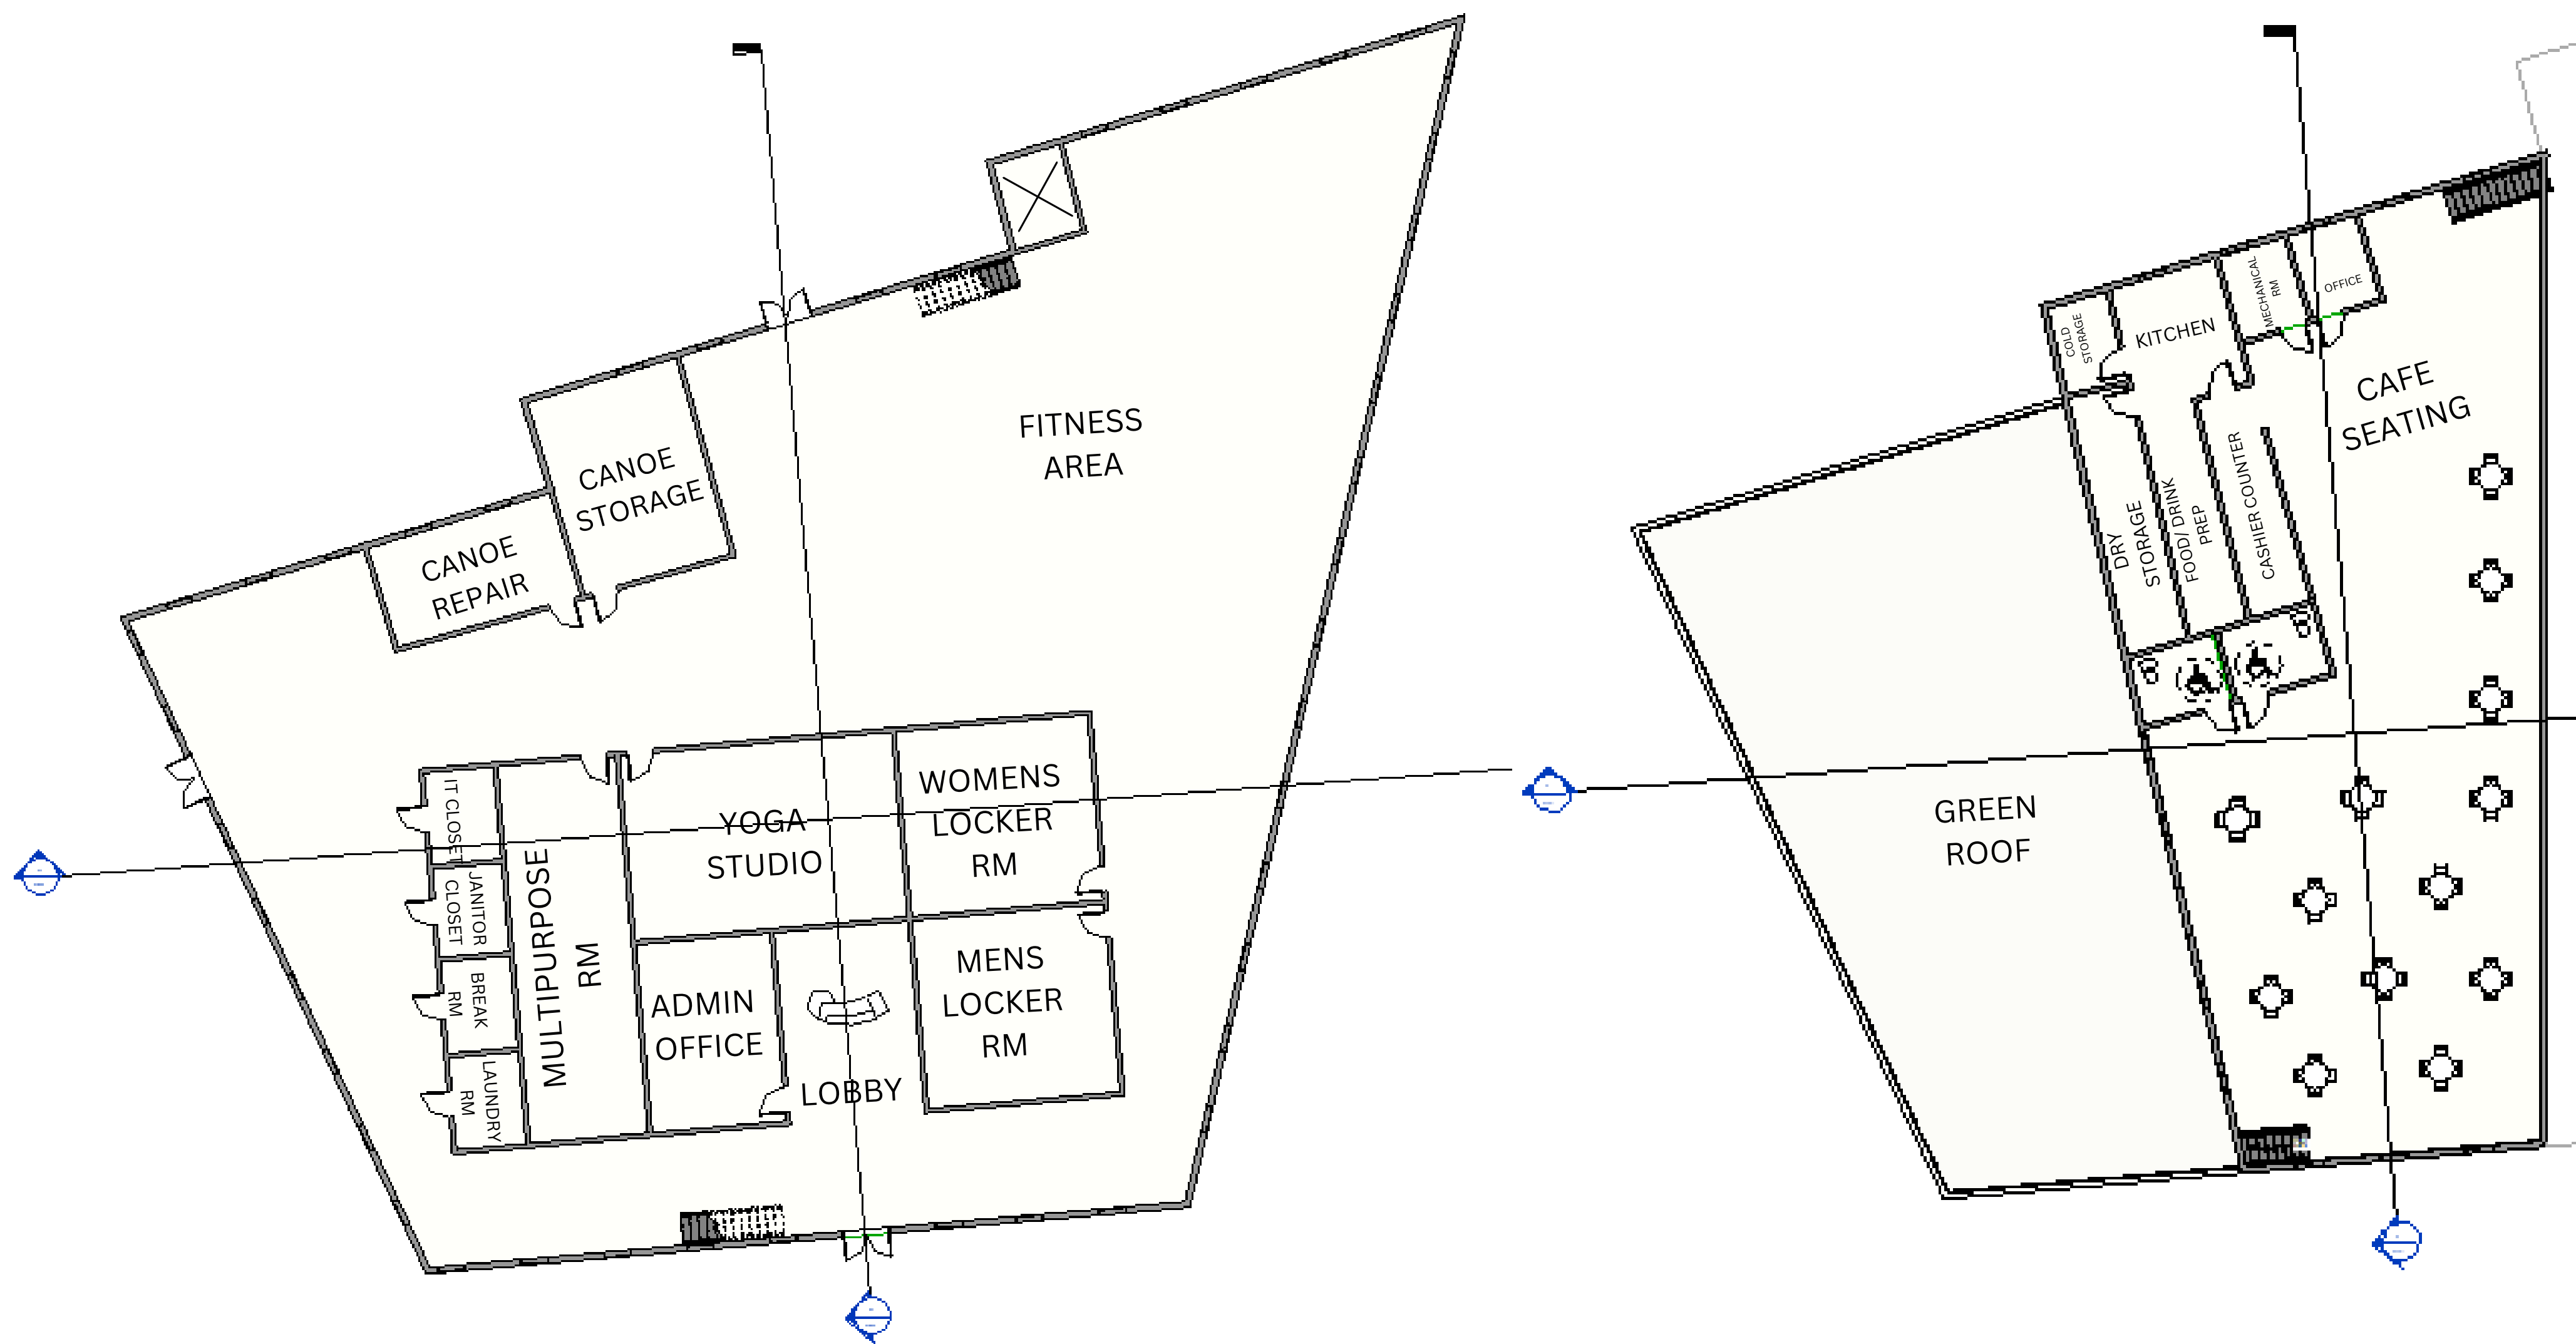 CANOE
STORAGE
CANOE
REPAIR
FITNESS
AREA
IT CLOSET
JANITOR
CLOSET
BREAK
RM
LAUNDRY
RM
MULTIPURPOSE
RM
YOGA
STUDIO
WOMENS
LOCKER
RM
ADMIN
OFFICE
LOBBY
MENS
LOCKER
RM
COLD
STORAGE
KITCHEN
MECHANICAL
RM
OFFICE
CAFE
SEATING
DRY
STORAGE
FOOD/ DRINK
PREP
CASHIER COUNTER
GREEN
ROOF